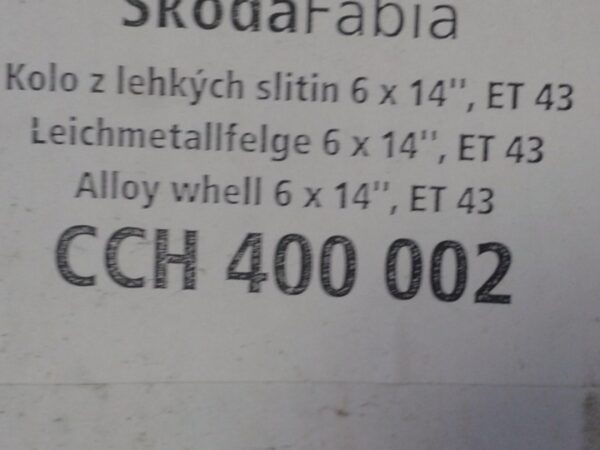 ŠkodaFabia
Kolo z lehkých slitin 6 x 14", ET 43
Leichmetallfelge 6 x 14", ET 43
Alloy whell 6 x 14", ET 43
CCH 400 002